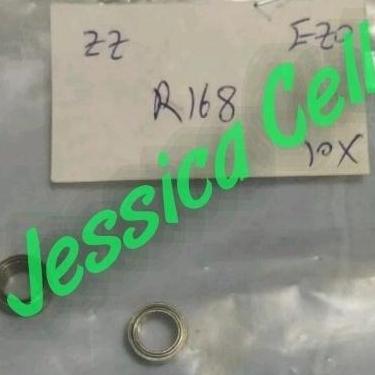 ZZ
EZO
R168
10X
Jessica Cell